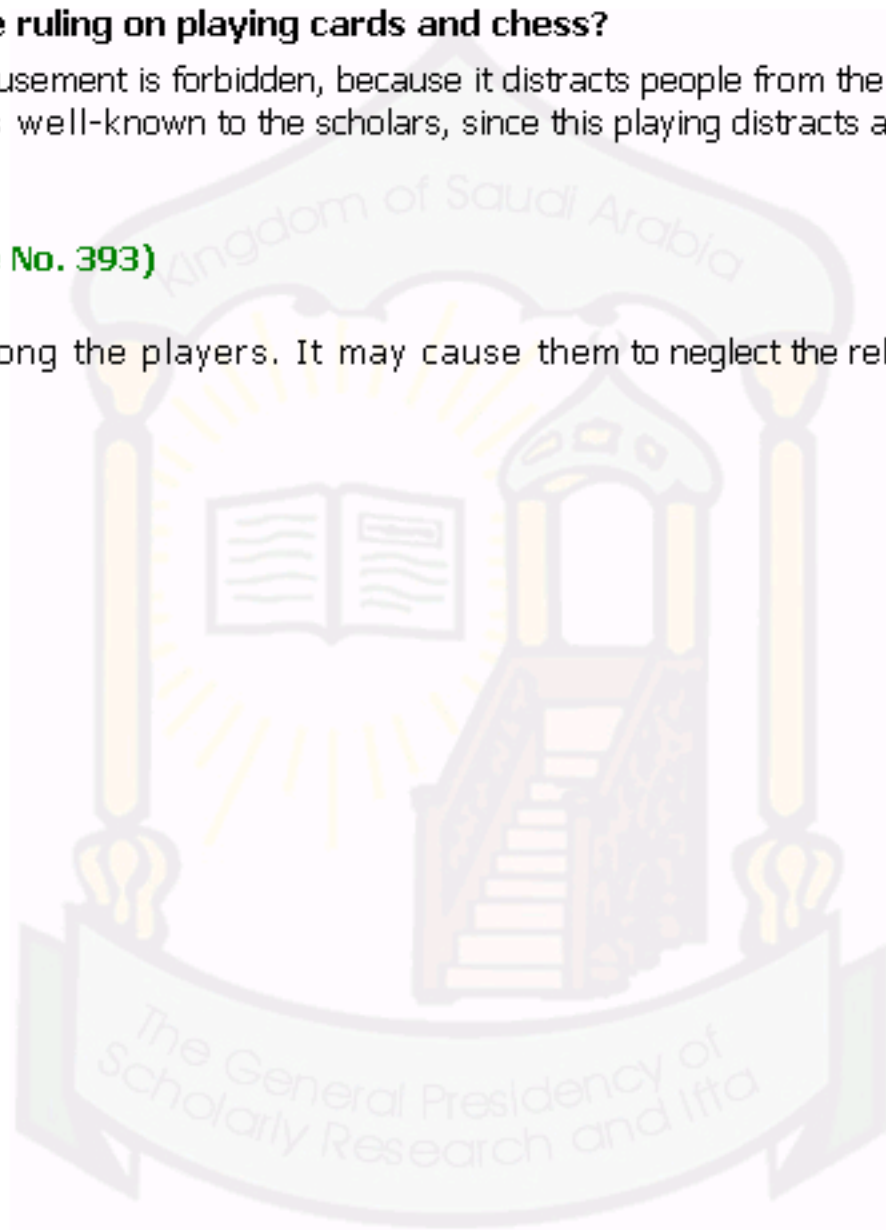 e ruling on playing cards and chess?
usement is forbidden, because it distracts people from the
well-known to the scholars, since this playing distracts a
No. 393)
ong the players. It may cause them to neglect the rel
Kingdom of Saudi Arabia
The General Presidency of
Scholarly Research and Ifta